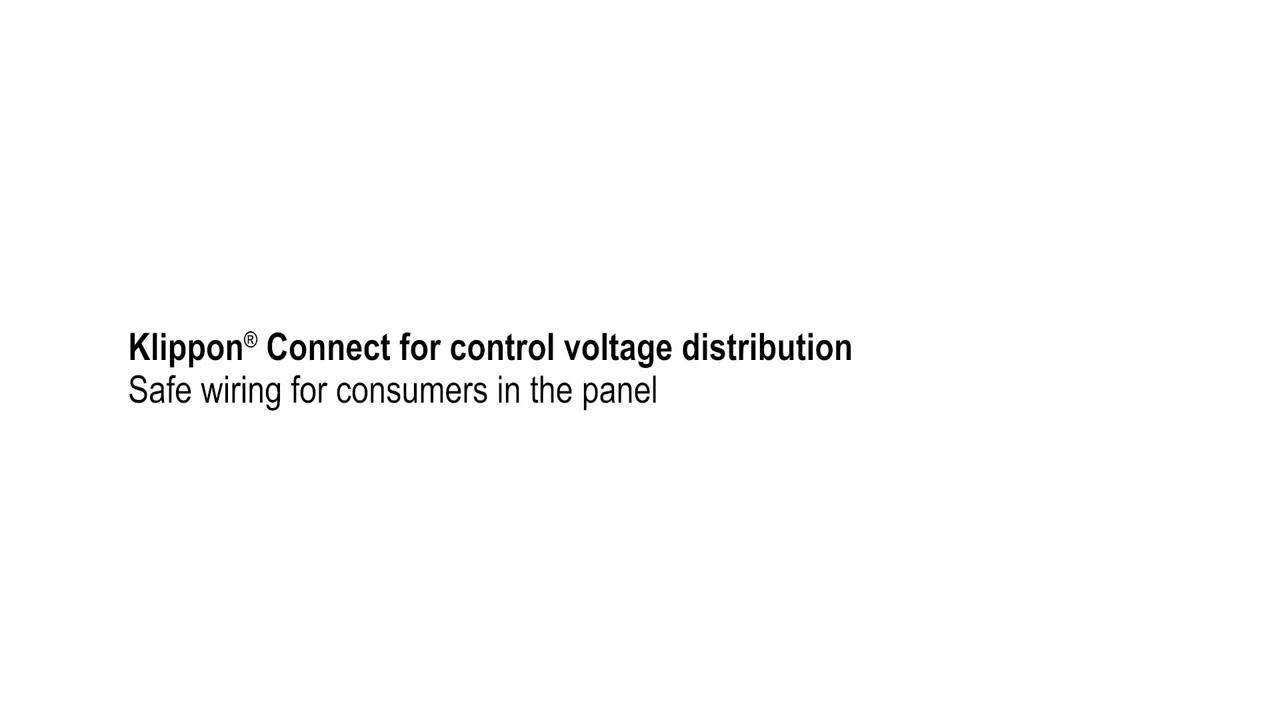 Klippon® Connect for control voltage distribution
Safe wiring for consumers in the panel